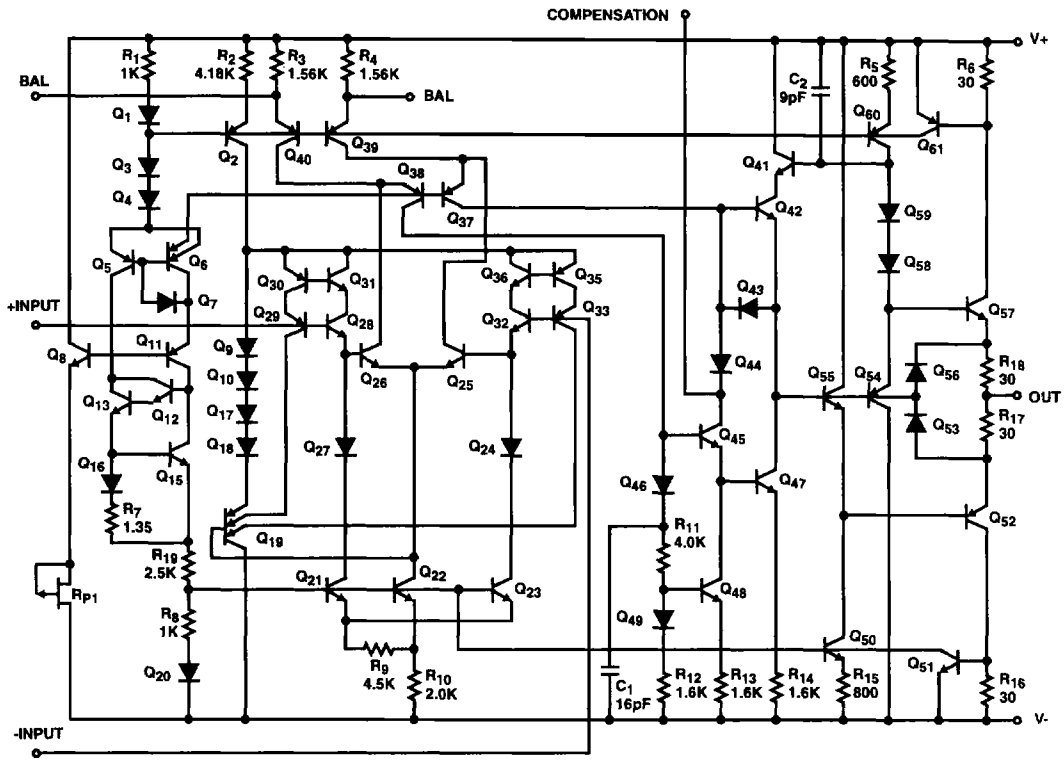 COMPENSATION
V+
R1
1K
R2
4.18K
R3
1.56K
R4
1.56K
C2
9pF
R5
600
R6
30
BAL
BAL
Q1
Q2
Q40
Q39
Q60
Q61
Q3
Q4
Q38
Q37
Q41
Q42
Q59
Q58
Q5
Q6
Q7
Q30
Q31
Q36
Q35
Q43
+INPUT
Q29
Q28
Q32
Q33
Q57
Q8
Q11
Q9
Q26
Q25
Q44
Q55
Q54
Q56
R18
30
OUT
Q13
Q12
Q10
Q17
Q18
Q53
R17
30
Q16
Q15
Q27
Q24
Q45
Q46
Q47
R7
1.35
Q19
R11
4.0K
Q52
R19
2.5K
RP1
Q21
Q22
Q23
Q48
R8
1K
Q49
Q20
R9
4.5K
R10
2.0K
C1
16pF
R12
1.6K
R13
1.6K
R14
1.6K
Q50
R15
800
Q51
R16
30
V-
-INPUT